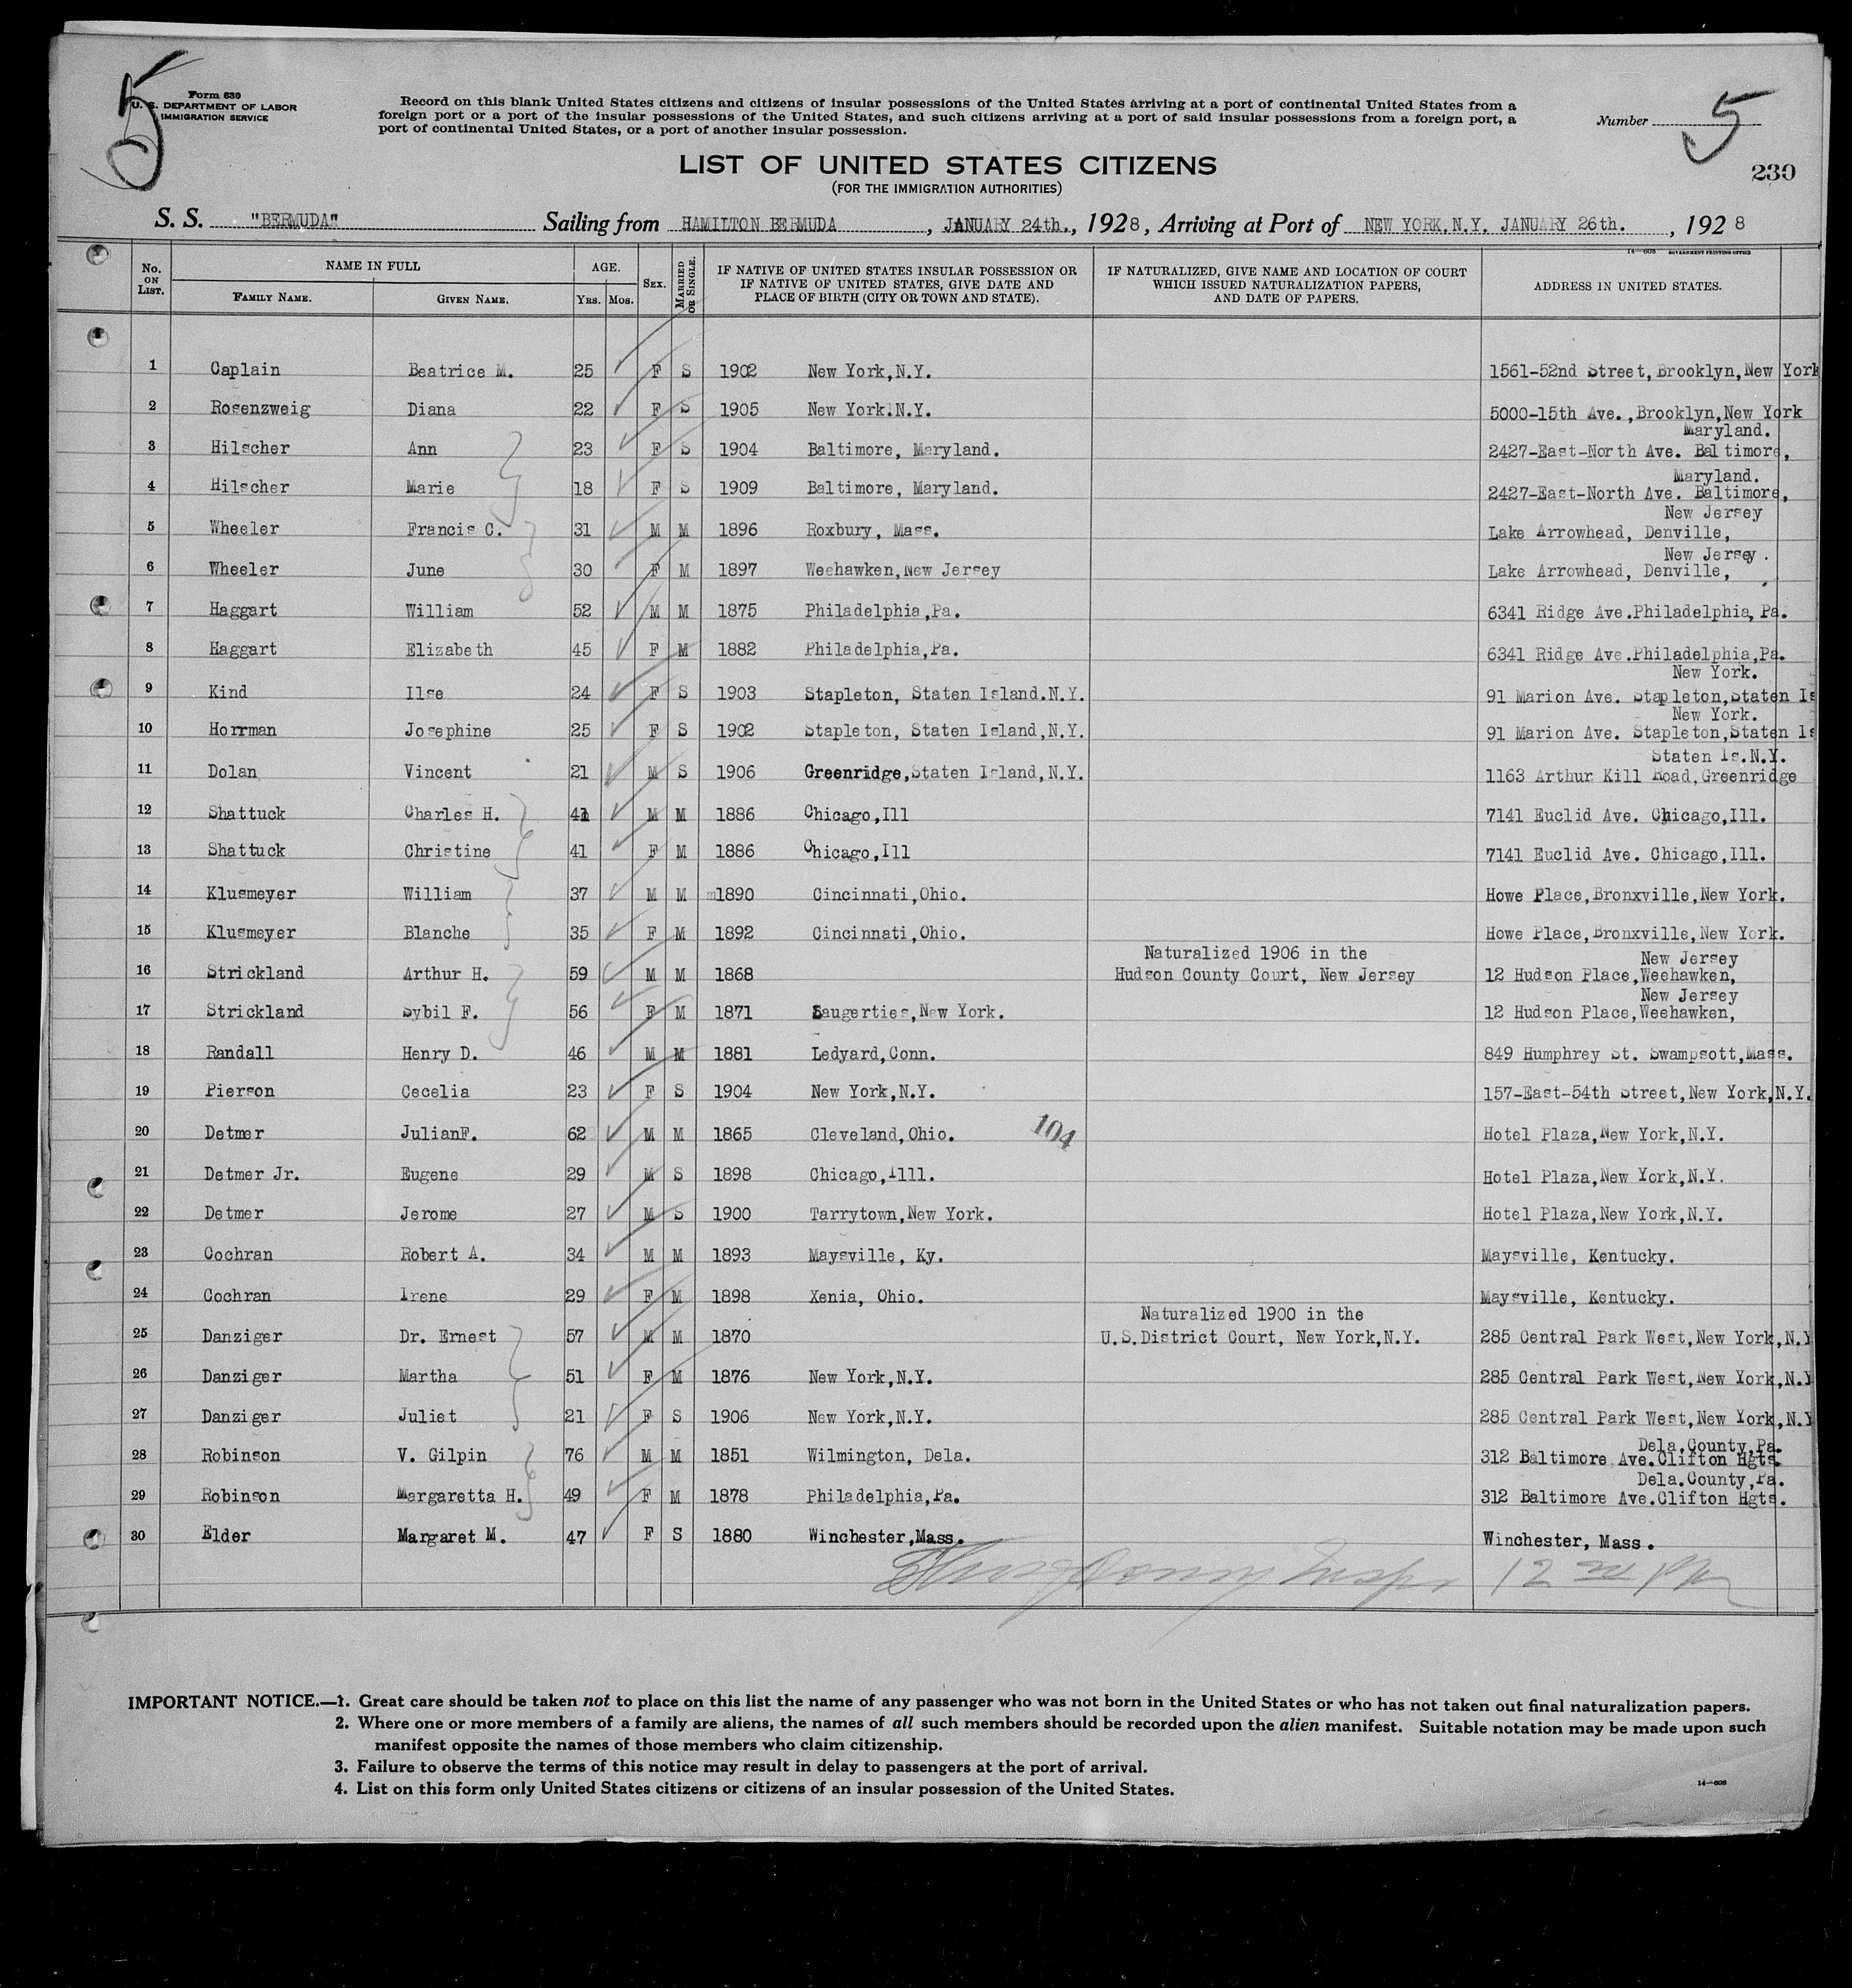 5
Form 630
U. S. DEPARTMENT OF LABOR
IMMIGRATION SERVICE
Record on this blank United States citizens and citizens of insular possessions of the United States arriving at a port of continental United States from a
foreign port or a port of the insular possessions of the United States, and such citizens arriving at a port of said insular possessions from a foreign port, a
port of continental United States, or a port of another insular possession.
Number 5
230
LIST OF UNITED STATES CITIZENS
(FOR THE IMMIGRATION AUTHORITIES)
S. S. "BERMUDA" Sailing from HAMILTON BERMUDA, JANUARY 24th., 1928, Arriving at Port of NEW YORK.N.Y. JANUARY 26th., 1928
14—608 GOVERNMENT PRINTING OFFICE
No. ON LIST. NAME IN FULL FAMILY NAME. GIVEN NAME. AGE. YRS. MOS. SEX. MARRIED OR SINGLE. IF NATIVE OF UNITED STATES INSULAR POSSESSION OR IF NATIVE OF UNITED STATES, GIVE DATE AND PLACE OF BIRTH (CITY OR TOWN AND STATE). IF NATURALIZED, GIVE NAME AND LOCATION OF COURT WHICH ISSUED NATURALIZATION PAPERS, AND DATE OF PAPERS. ADDRESS IN UNITED STATES.
1 Caplain Beatrice M. 25 F S 1902 New York,N.Y. 1561-52nd Street,Brooklyn,New York
2 Rosenzweig Diana 22 F S 1905 New York.N.Y. 5000-15th Ave.,Brooklyn,New York
Maryland.
3 Hilscher Ann 23 F S 1904 Baltimore, Maryland. 2427-East-North Ave. Baltimore,
Maryland.
4 Hilscher Marie 18 F S 1909 Baltimore, Maryland. 2427-East-North Ave. Baltimore,
New Jersey
5 Wheeler Francis C. 31 M M 1896 Roxbury, Mass. Lake Arrowhead, Denville,
New Jersey.
6 Wheeler June 30 F M 1897 Weehawken,New Jersey Lake Arrowhead, Denville,
7 Haggart William 52 M M 1875 Philadelphia,Pa. 6341 Ridge Ave.Philadelphia,Pa.
8 Haggart Elizabeth 45 F M 1882 Philadelphia,Pa. 6341 Ridge Ave.Philadelphia,Pa.
New York.
9 Kind Ilse 24 F S 1903 Stapleton, Staten Island.N.Y. 91 Marion Ave. Stapleton,Staten Is
New York.
10 Horrman Josephine 25 F S 1902 Stapleton, Staten Island,N.Y. 91 Marion Ave. Stapleton,Staten Is
Staten Is.N.Y.
11 Dolan Vincent 21 M S 1906 Greenridge,Staten Island,N.Y. 1163 Arthur Kill Road,Greenridge
12 Shattuck Charles H. 41 M M 1886 Chicago,Ill 7141 Euclid Ave. Chicago,Ill.
13 Shattuck Christine 41 F M 1886 Chicago,Ill 7141 Euclid Ave. Chicago,Ill.
14 Klusmeyer William 37 M M m1890 Cincinnati,Ohio. Howe Place,Bronxville,New York.
15 Klusmeyer Blanche 35 F M 1892 Cincinnati,Ohio. Howe Place,Bronxville,New York.
Naturalized 1906 in the New Jersey
16 Strickland Arthur H. 59 M M 1868 Hudson County Court, New Jersey 12 Hudson Place,Weehawken,
New Jersey
17 Strickland Sybil F. 56 F M 1871 Saugerties,New York. 12 Hudson Place,Weehawken,
18 Randall Henry D. 46 M M 1881 Ledyard,Conn. 849 Humphrey St. Swampsott,Mass.
19 Pierson Cecelia 23 F S 1904 New York,N.Y. 157-East-54th Street,New York,N.Y.
20 Detmer JulianF. 62 M M 1865 Cleveland,Ohio. 104 Hotel Plaza,New York,N.Y.
21 Detmer Jr. Eugene 29 M S 1898 Chicago,Illl. Hotel Plaza,New York,N.Y.
22 Detmer Jerome 27 M S 1900 Tarrytown,New York. Hotel Plaza,New York,N.Y.
23 Cochran Robert A. 34 M M 1893 Maysville, Ky. Maysville, Kentucky.
24 Cochran Irene 29 F M 1898 Xenia, Ohio. Maysville, Kentucky.
Naturalized 1900 in the
25 Danziger Dr. Ernest 57 M M 1870 U.S.District Court, New York,N.Y. 285 Central Park West,New York,N.Y
26 Danziger Martha 51 F M 1876 New York,N.Y. 285 Central Park West,New York,N.Y
27 Danziger Juliet 21 F S 1906 New York,N.Y. 285 Central Park West,New York,N.Y
Dela.County,Pa.
28 Robinson V. Gilpin 76 M M 1851 Wilmington, Dela. 312 Baltimore Ave.Clifton Hgts.
Dela.County,Pa.
29 Robinson Margaretta H. 49 F M 1878 Philadelphia,Pa. 312 Baltimore Ave.Clifton Hgts.
30 Elder Margaret M. 47 F S 1880 Winchester,Mass. Winchester, Mass.
IMPORTANT NOTICE.—1. Great care should be taken not to place on this list the name of any passenger who was not born in the United States or who has not taken out final naturalization papers.
2. Where one or more members of a family are aliens, the names of all such members should be recorded upon the alien manifest. Suitable notation may be made upon such
manifest opposite the names of those members who claim citizenship.
3. Failure to observe the terms of this notice may result in delay to passengers at the port of arrival.
4. List on this form only United States citizens or citizens of an insular possession of the United States.
14—608